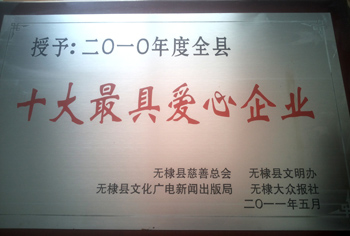 授予:二〇一〇年度全县
十大最具爱心企业
无棣县慈善总会 无棣县文明办
无棣县文化广电新闻出版局 无棣大众报社
二〇一一年五月